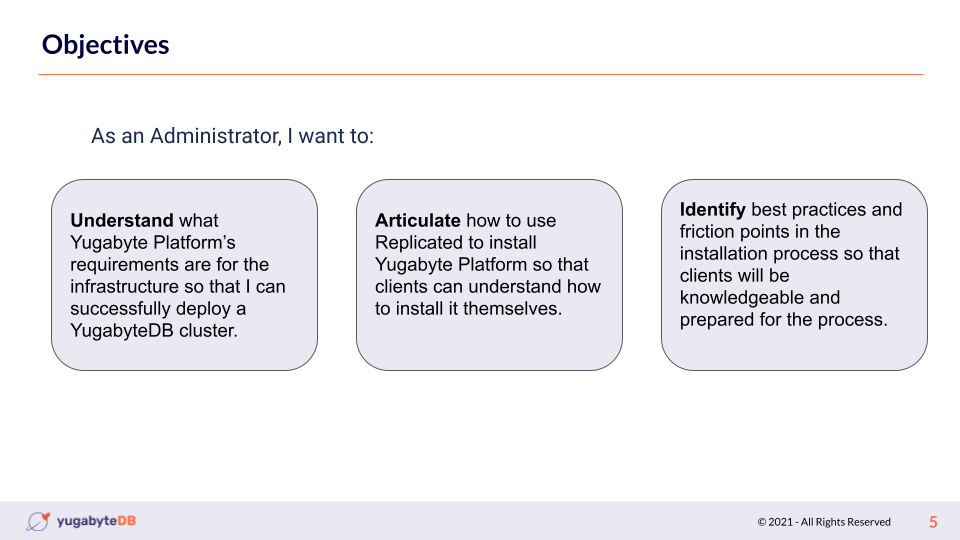 Objectives
As an Administrator, I want to:
Understand what
Yugabyte Platform’s
requirements are for the
infrastructure so that I can
successfully deploy a
YugabyteDB cluster.
Articulate how to use
Replicated to install
Yugabyte Platform so that
clients can understand how
to install it themselves.
Identify best practices and
friction points in the
installation process so that
clients will be
knowledgeable and
prepared for the process.
yugabyteDB
© 2021 - All Rights Reserved
5